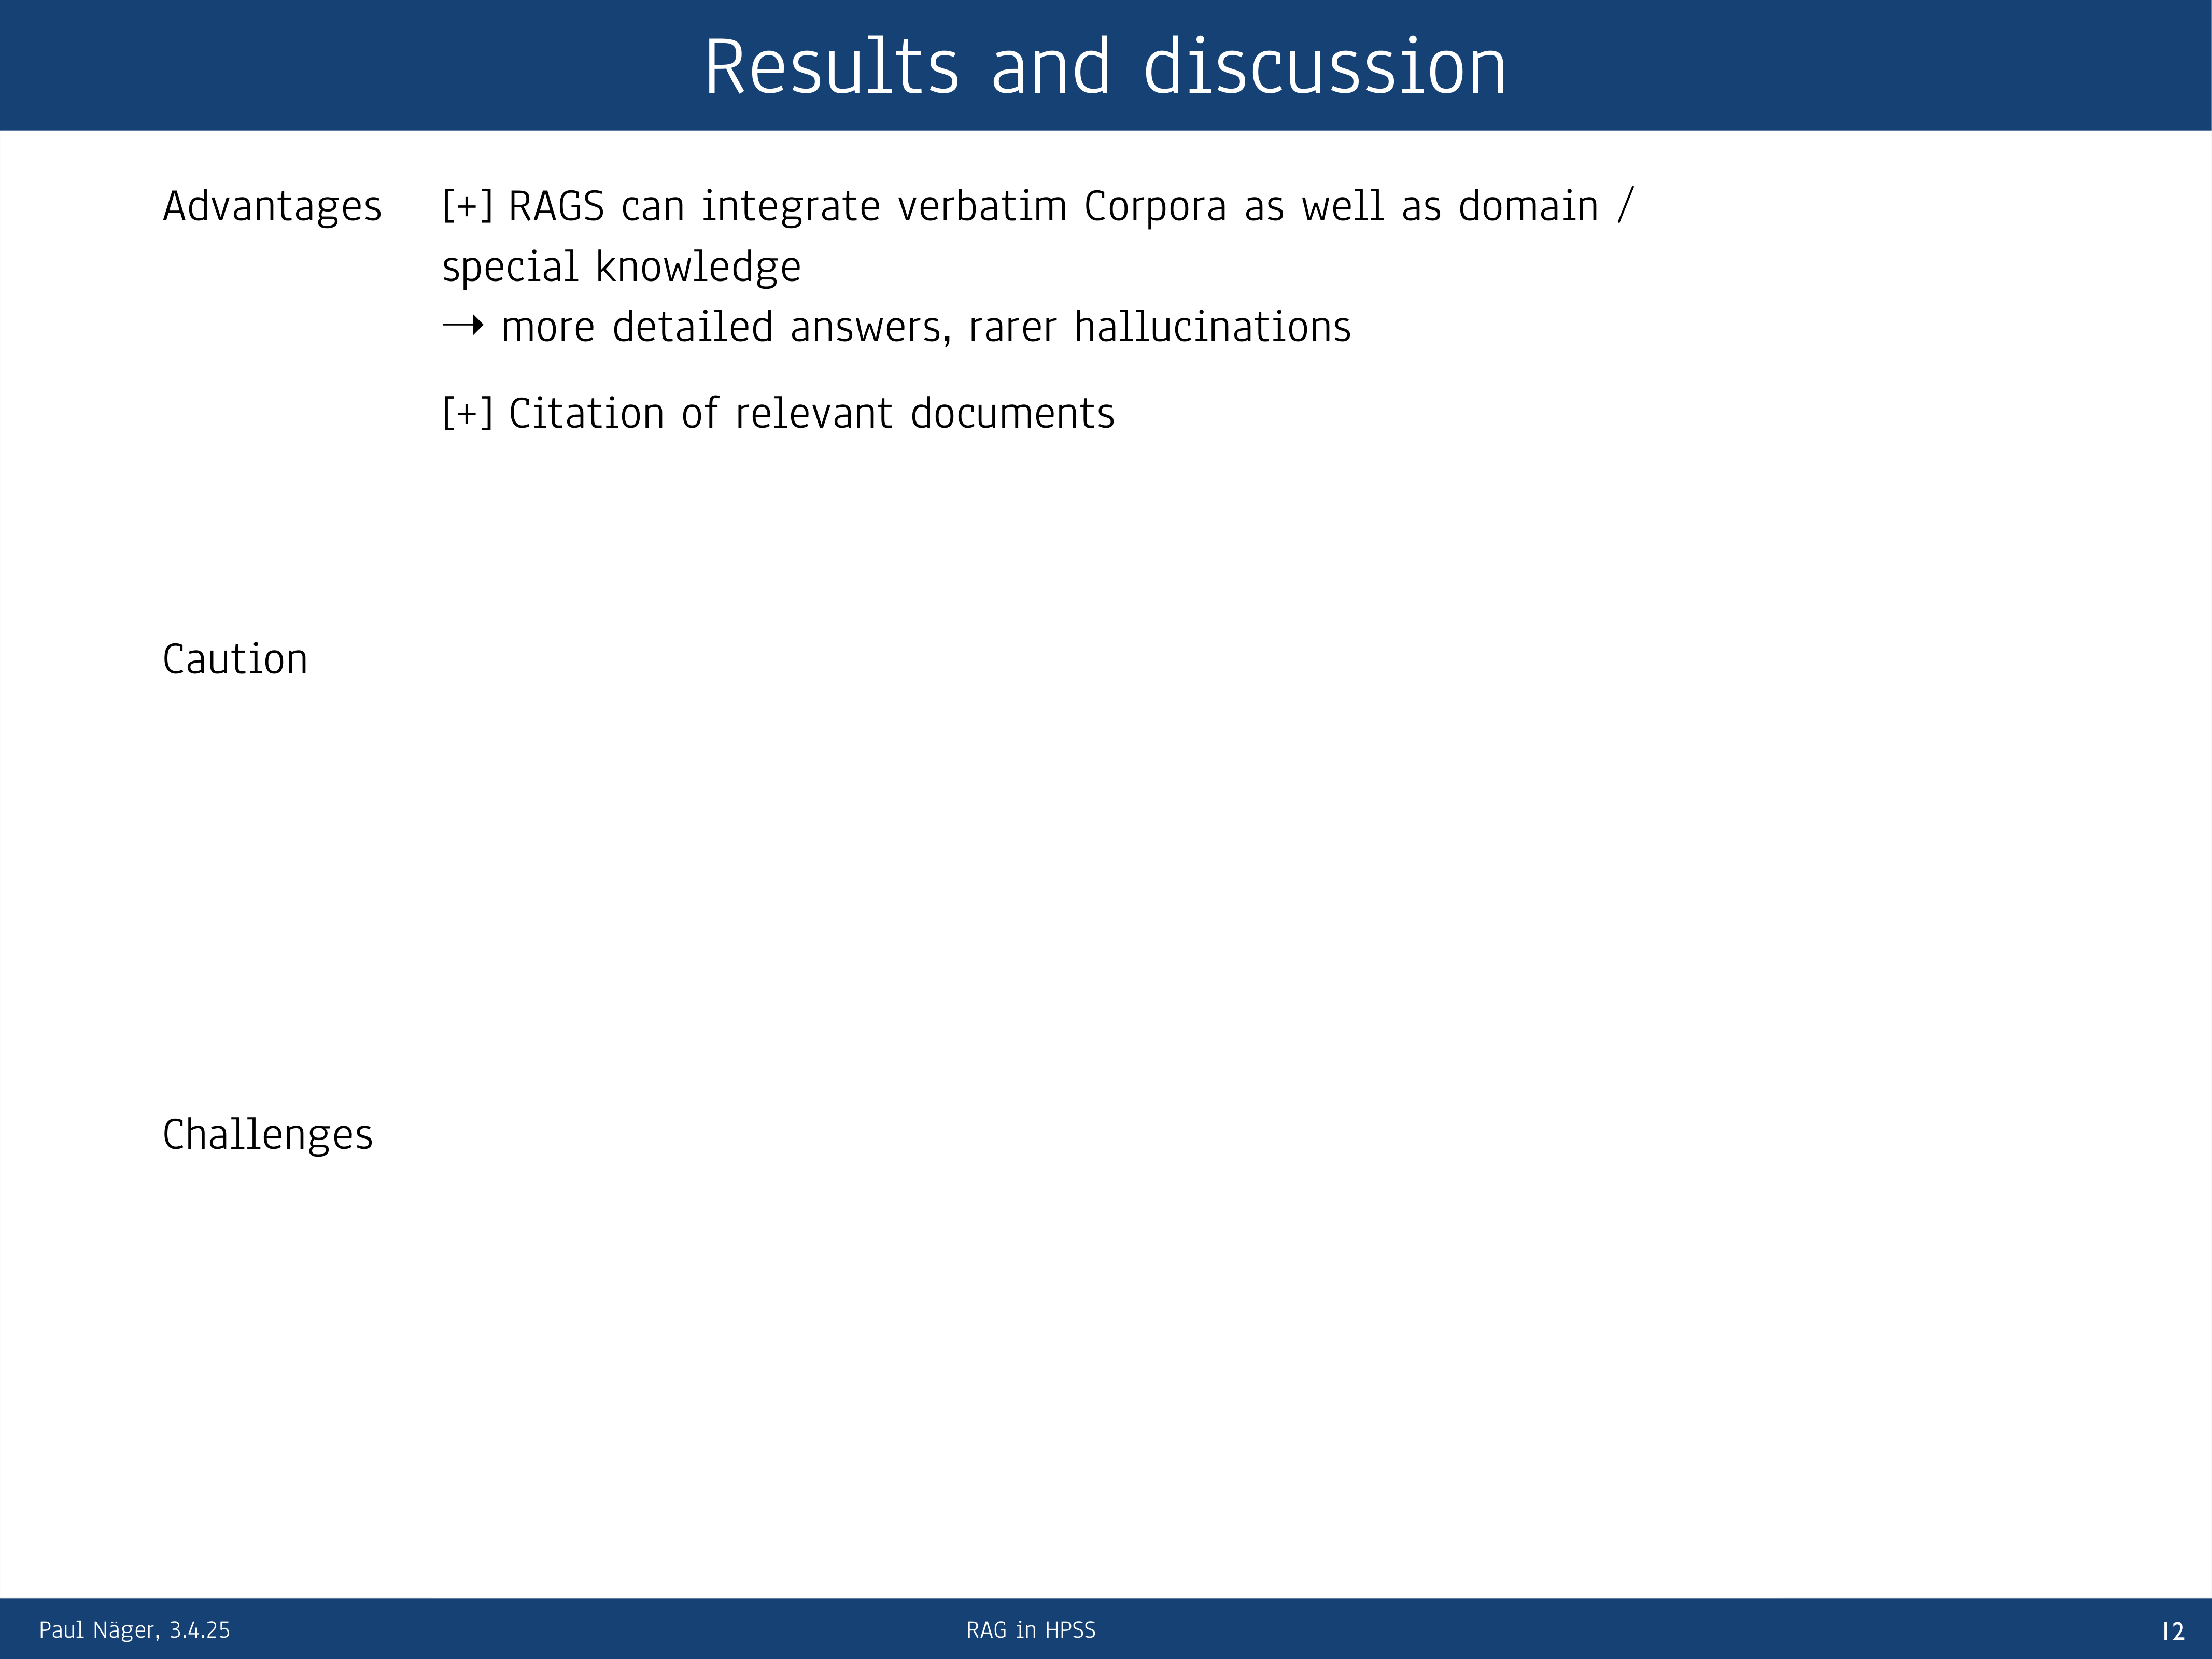 Results and discussion
Advantages [+] RAGS can integrate verbatim Corpora as well as domain /
special knowledge
→ more detailed answers, rarer hallucinations
[+] Citation of relevant documents
Caution
Challenges
Paul Näger, 3.4.25 RAG in HPSS 12